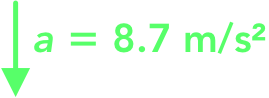 a = 8.7 m/s²